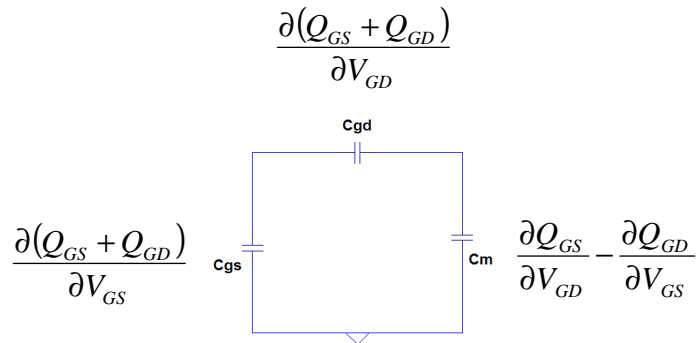 ∂(Q_GS + Q_GD)
∂V_GD
Cgd
∂(Q_GS + Q_GD)
∂V_GS
Cgs
Cm
∂Q_GS/∂V_GD − ∂Q_GD/∂V_GS